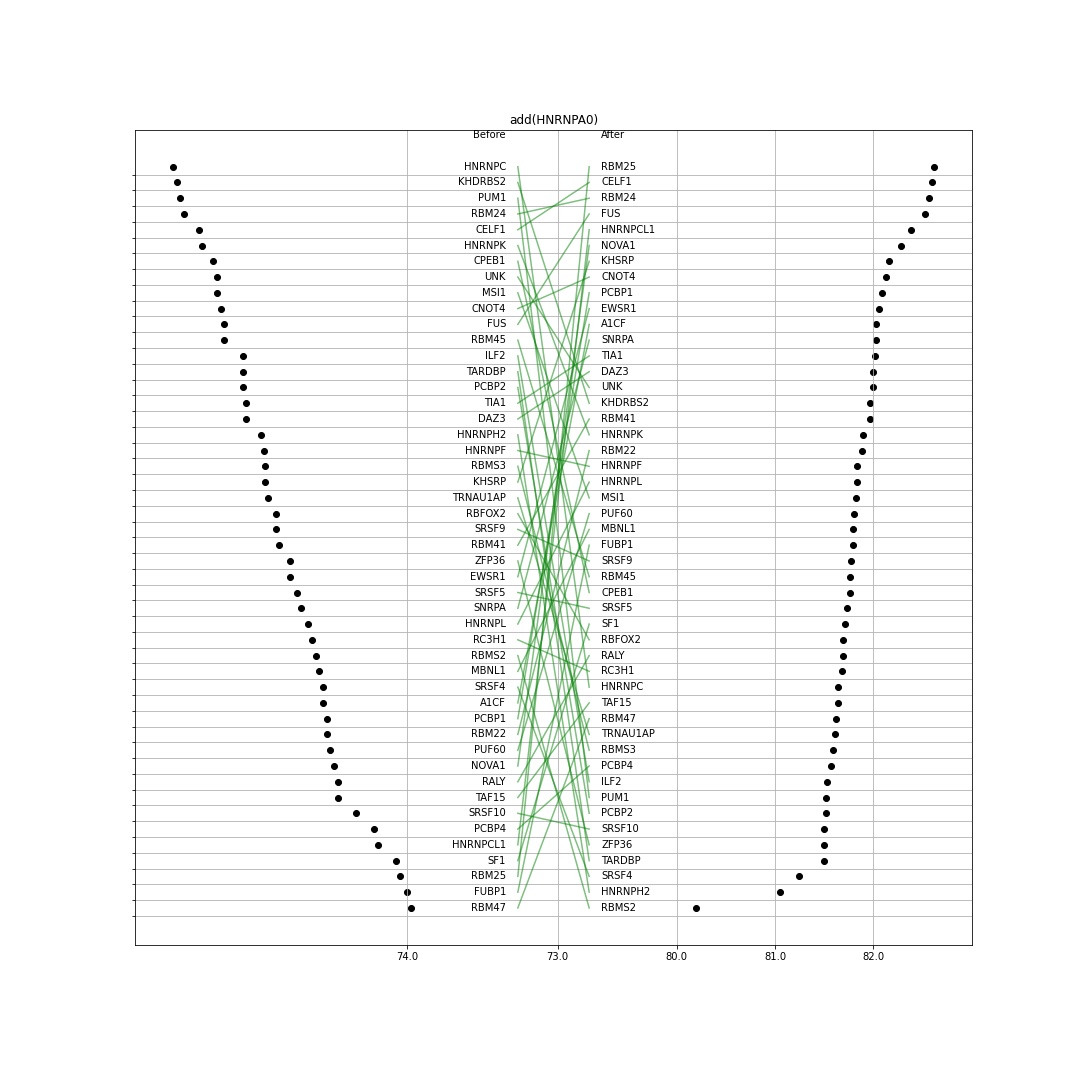 add(HNRNPA0)
Before After
HNRNPC RBM25
KHDRBS2 CELF1
PUM1 RBM24
RBM24 FUS
CELF1 HNRNPCL1
HNRNPK NOVA1
CPEB1 KHSRP
UNK CNOT4
MSI1 PCBP1
CNOT4 EWSR1
FUS A1CF
RBM45 SNRPA
ILF2 TIA1
TARDBP DAZ3
PCBP2 UNK
TIA1 KHDRBS2
DAZ3 RBM41
HNRNPH2 HNRNPK
HNRNPF RBM22
RBMS3 HNRNPF
KHSRP HNRNPL
TRNAU1AP MSI1
RBFOX2 PUF60
SRSF9 MBNL1
RBM41 FUBP1
ZFP36 SRSF9
EWSR1 RBM45
SRSF5 CPEB1
SNRPA SRSF5
HNRNPL SF1
RC3H1 RBFOX2
RBMS2 RALY
MBNL1 RC3H1
SRSF4 HNRNPC
A1CF TAF15
PCBP1 RBM47
RBM22 TRNAU1AP
PUF60 RBMS3
NOVA1 PCBP4
RALY ILF2
TAF15 PUM1
SRSF10 PCBP2
PCBP4 SRSF10
HNRNPCL1 ZFP36
SF1 TARDBP
RBM25 SRSF4
FUBP1 HNRNPH2
RBM47 RBMS2
74.0 73.0 80.0 81.0 82.0